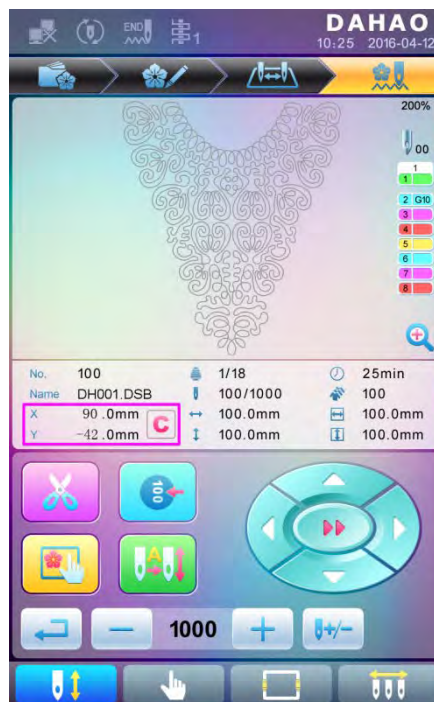 DAHAO
END
1
10:25 2016-04-12
200%
00
1
1
2 G10
3
4
5
6
7
8
No. 100 1/18 25min
Name DH001.DSB 100/1000 100
X 90.0mm C 100.0mm 100.0mm
Y -42.0mm 100.0mm 100.0mm
100
A
1000
+/-